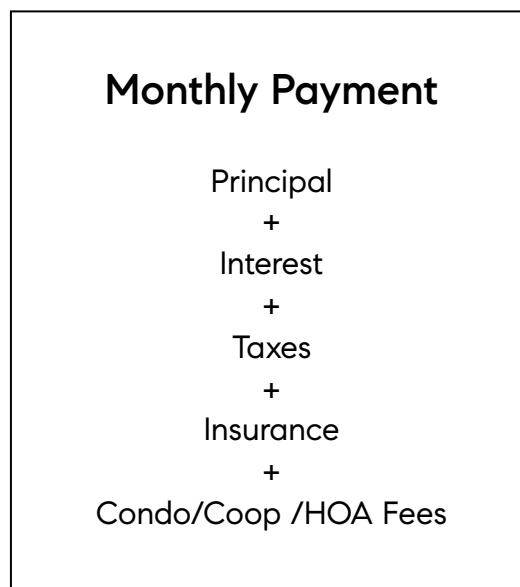 Monthly Payment
Principal
+
Interest
+
Taxes
+
Insurance
+
Condo/Coop /HOA Fees